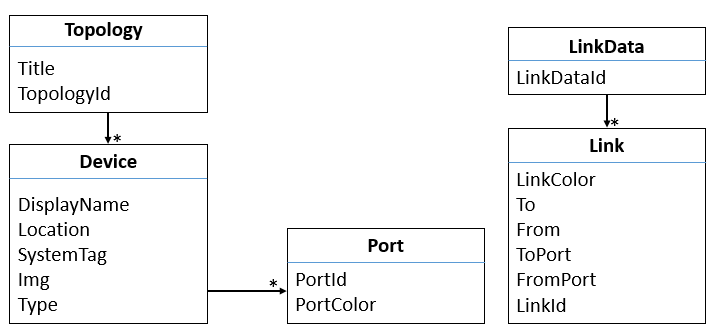 Topology
Title
TopologyId
*
Device
DisplayName
Location
SystemTag
Img
Type
*
Port
PortId
PortColor
LinkData
LinkDataId
*
Link
LinkColor
To
From
ToPort
FromPort
LinkId